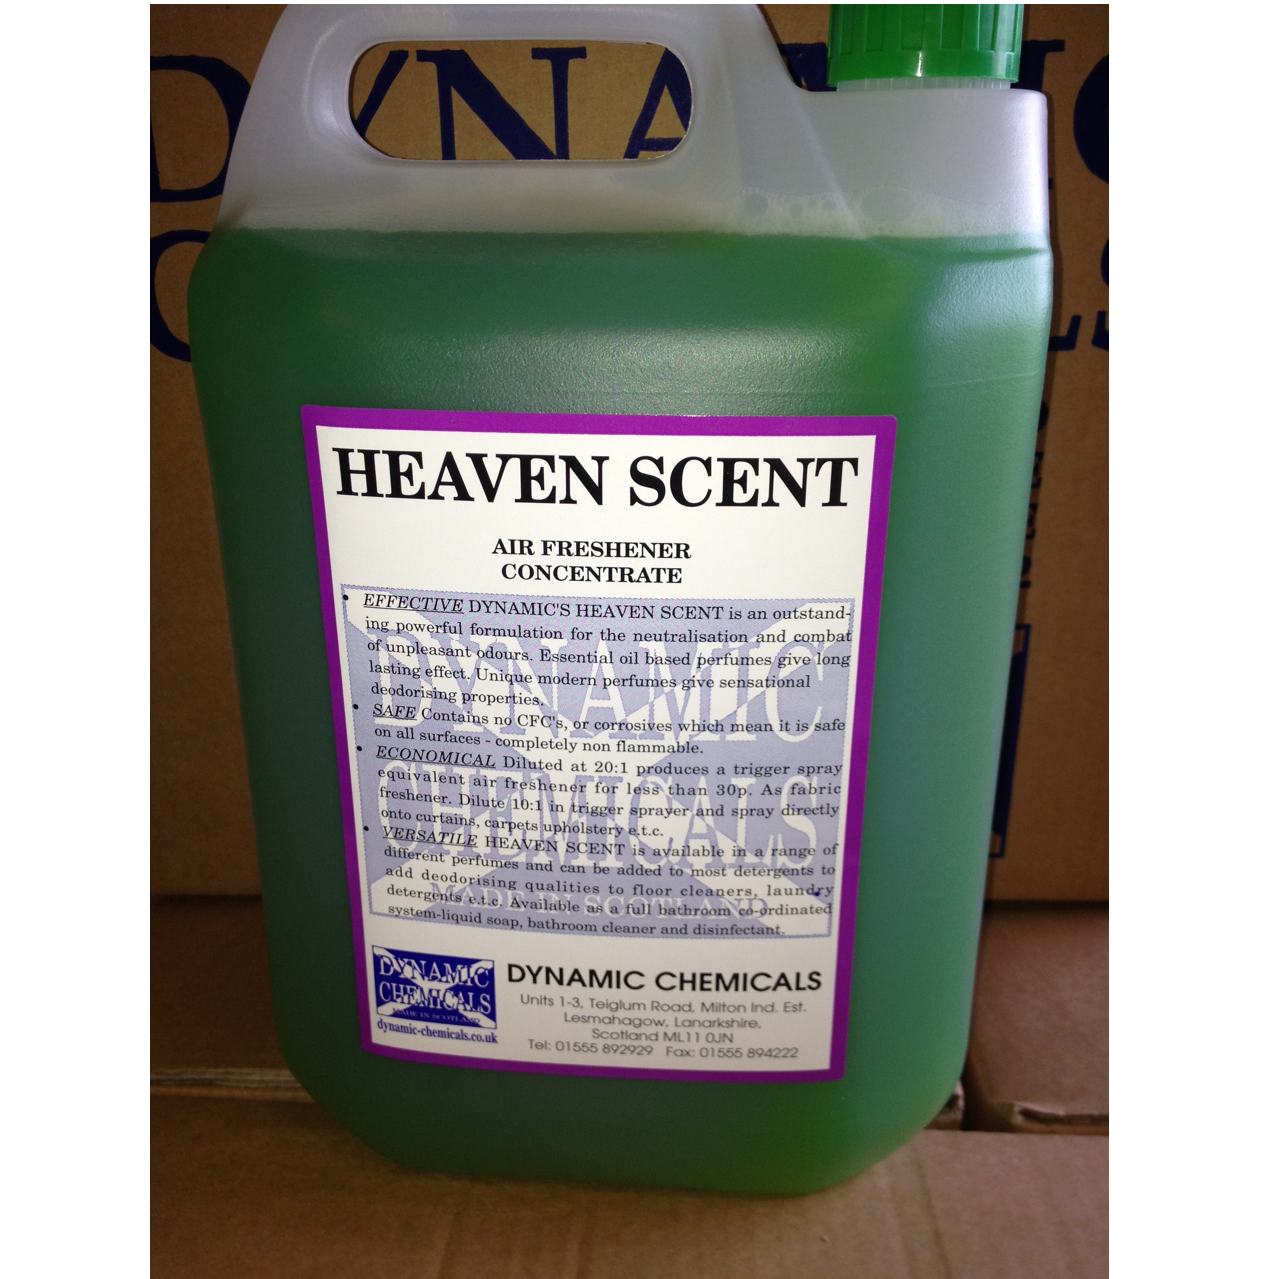 HEAVEN SCENT
AIR FRESHENER
CONCENTRATE
• EFFECTIVE DYNAMIC'S HEAVEN SCENT is an outstand-
ing powerful formulation for the neutralisation and combat
of unpleasant odours. Essential oil based perfumes give long
lasting effect. Unique modern perfumes give sensational
deodorising properties.
• SAFE Contains no CFC's, or corrosives which mean it is safe
on all surfaces - completely non flammable.
• ECONOMICAL Diluted at 20:1 produces a trigger spray
equivalent air freshener for less than 30p. As fabric
freshener. Dilute 10:1 in trigger sprayer and spray directly
onto curtains, carpets upholstery e.t.c.
• VERSATILE HEAVEN SCENT is available in a range of
different perfumes and can be added to most detergents to
add deodorising qualities to floor cleaners, laundry
detergents e.t.c. Available as a full bathroom co-ordinated
system-liquid soap, bathroom cleaner and disinfectant.
DYNAMIC
CHEMICALS
MADE IN SCOTLAND
DYNAMIC
CHEMICALS
MADE IN SCOTLAND
dynamic-chemicals.co.uk
DYNAMIC CHEMICALS
Units 1-3, Teiglum Road, Milton Ind. Est.
Lesmahagow, Lanarkshire,
Scotland ML11 0JN
Tel: 01555 892929 Fax: 01555 894222